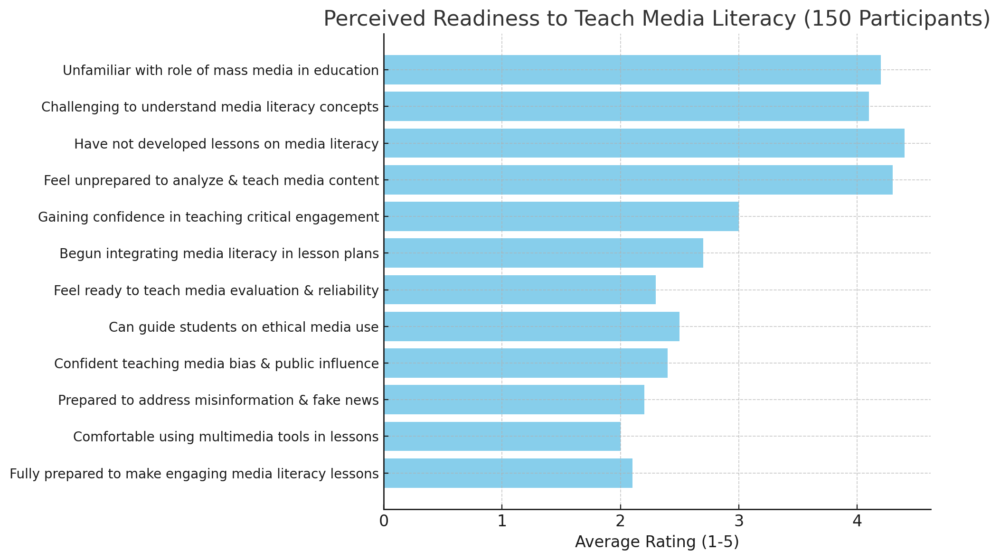 Perceived Readiness to Teach Media Literacy (150 Participants)
Unfamiliar with role of mass media in education
Challenging to understand media literacy concepts
Have not developed lessons on media literacy
Feel unprepared to analyze & teach media content
Gaining confidence in teaching critical engagement
Begun integrating media literacy in lesson plans
Feel ready to teach media evaluation & reliability
Can guide students on ethical media use
Confident teaching media bias & public influence
Prepared to address misinformation & fake news
Comfortable using multimedia tools in lessons
Fully prepared to make engaging media literacy lessons
0 1 2 3 4
Average Rating (1-5)